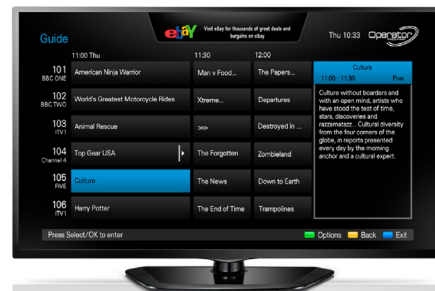 Guide
ebay
Visit eBay for thousands of great deals and
bargains on eBay
Thu 10:33
Operator
11:00 Thu
11:30
12:00
101
BBC ONE
American Ninja Warrior
Man v Food...
The Papers...
102
BBC TWO
World's Greatest Motorcycle Rides
Xtreme...
Departures
103
ITV1
Animal Rescue
>>>
Destroyed in ...
104
Channel 4
Top Gear USA
The Forgotten
Zombieland
105
FIVE
Culture
The News
Down to Earth
106
ITV1
Harry Potter
The End of Time
Trampolines
Culture
11:00 11:30
Five
Culture without boarders and
with an open mind, artists who
have stood the test of time,
stars, discoveries and
razzamatazz.. Cultural diversity
from the four corners of the
globe, in reports presented
every day by the morning
anchor and a cultural expert.
Press Select/OK to enter
Options
Back
Exit